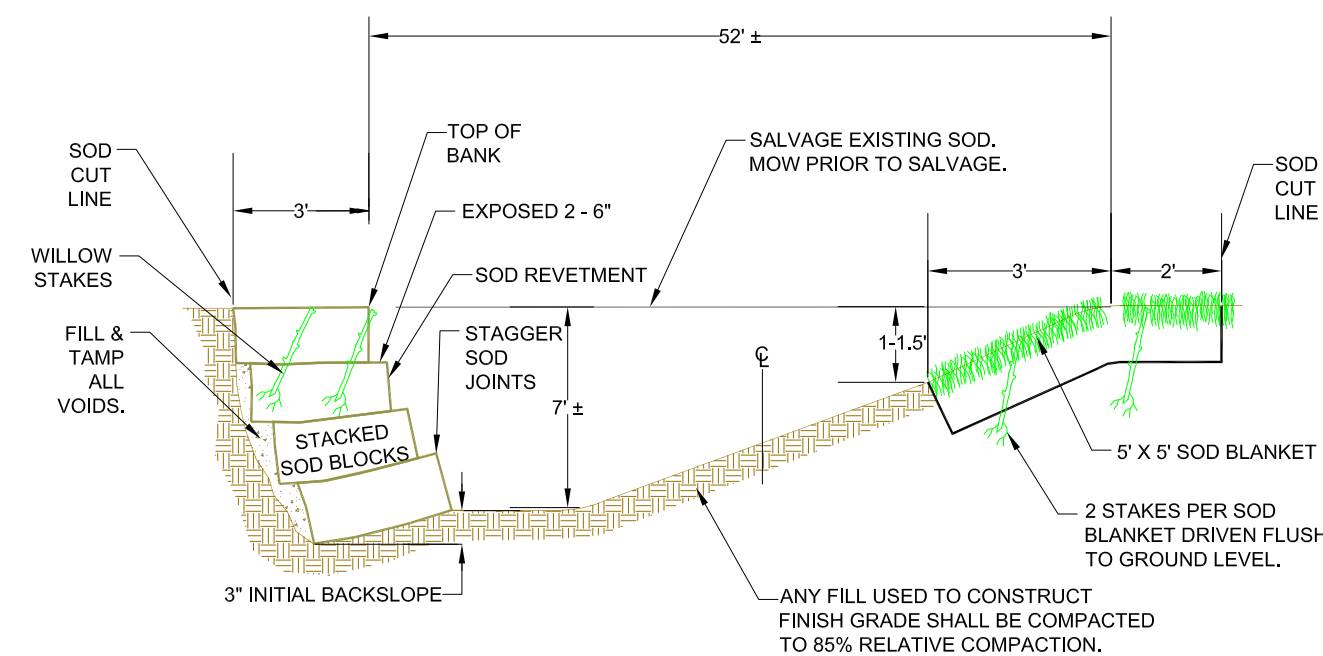 52' ±
SOD
CUT
LINE
TOP OF
BANK
SALVAGE EXISTING SOD.
MOW PRIOR TO SALVAGE.
SOD
CUT
LINE
3'
EXPOSED 2 - 6"
WILLOW
STAKES
SOD REVETMENT
3'
2'
FILL &
TAMP
ALL
VOIDS.
STAGGER
SOD
JOINTS
1-1.5'
℄
7' ±
STACKED
SOD BLOCKS
5' X 5' SOD BLANKET
2 STAKES PER SOD
BLANKET DRIVEN FLUSH
TO GROUND LEVEL.
3" INITIAL BACKSLOPE
ANY FILL USED TO CONSTRUCT
FINISH GRADE SHALL BE COMPACTED
TO 85% RELATIVE COMPACTION.